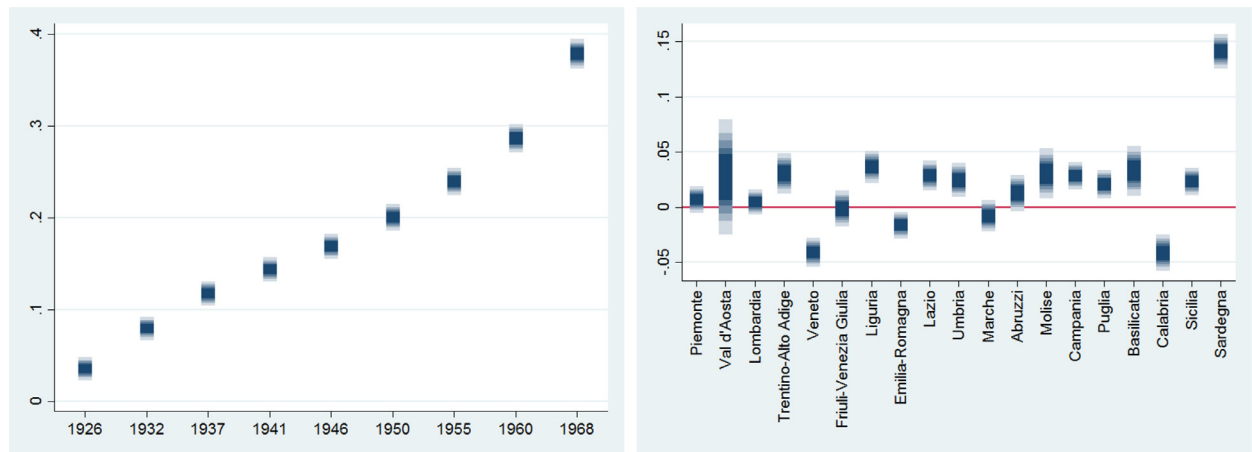 .4
.3
.2
.1
0
1926 1932 1937 1941 1946 1950 1955 1960 1968
.15
.1
.05
0
-.05
Piemonte
Val d'Aosta
Lombardia
Trentino-Alto Adige
Veneto
Friuli-Venezia Giulia
Liguria
Emilia-Romagna
Lazio
Umbria
Marche
Abruzzi
Molise
Campania
Puglia
Basilicata
Calabria
Sicilia
Sardegna